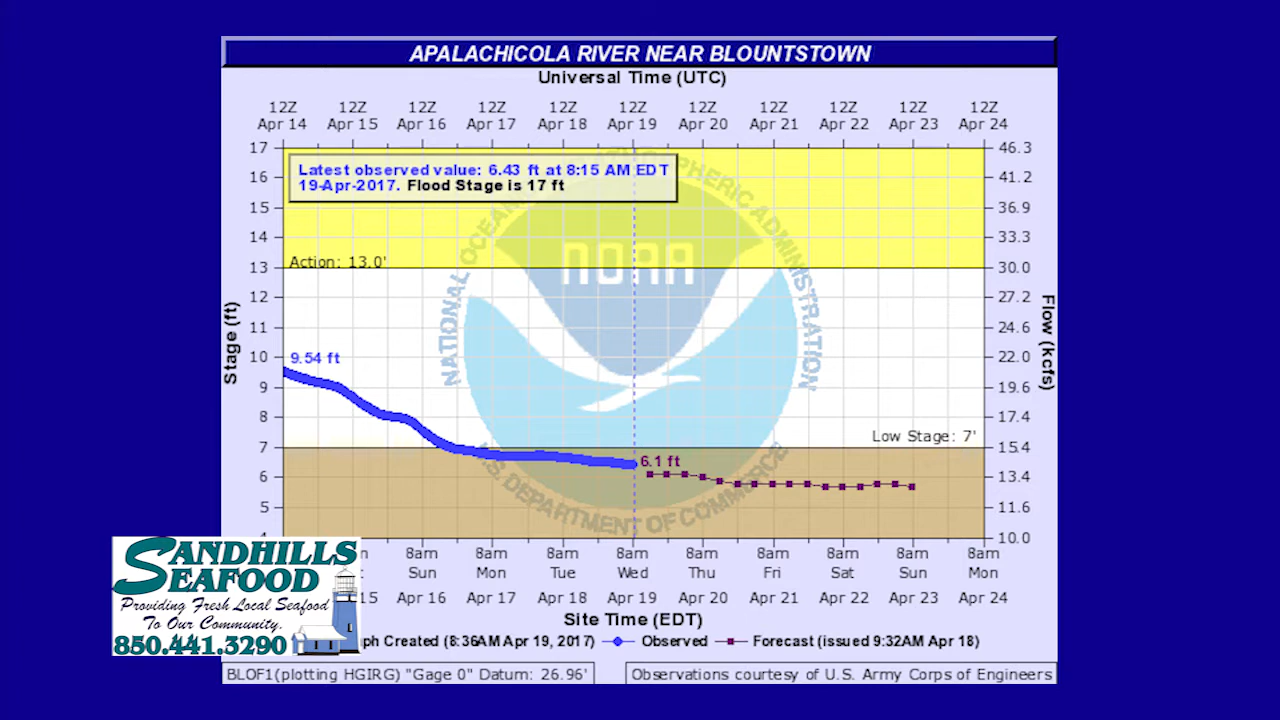 APALACHICOLA RIVER NEAR BLOUNTSTOWN
Universal Time (UTC)
12Z 12Z 12Z 12Z 12Z 12Z 12Z 12Z 12Z 12Z 12Z
Apr 14 Apr 15 Apr 16 Apr 17 Apr 18 Apr 19 Apr 20 Apr 21 Apr 22 Apr 23 Apr 24
Latest observed value: 6.43 ft at 8:15 AM EDT
19-Apr-2017. Flood Stage is 17 ft
17 46.3
16 41.2
15 36.9
14 33.3
Action: 13.0'
13 30.0
12 27.2
11 24.6
10 22.0
9 19.6
8 17.4
7 15.4
6 13.4
5 11.6
10.0
Stage (ft)
Flow (kcfs)
NATIONAL OCEANIC AND ATMOSPHERIC ADMINISTRATION
NOAA
U.S. DEPARTMENT OF COMMERCE
9.54 ft
Low Stage: 7'
6.1 ft
8am 8am 8am 8am 8am 8am 8am 8am 8am
Sun Mon Tue Wed Thu Fri Sat Sun Mon
15 Apr 16 Apr 17 Apr 18 Apr 19 Apr 20 Apr 21 Apr 22 Apr 23 Apr 24
Site Time (EDT)
ph Created (8:36AM Apr 19, 2017) Observed Forecast (issued 9:32AM Apr 18)
BLOF1(plotting HGIRG) "Gage 0" Datum: 26.96'
Observations courtesy of U.S. Army Corps of Engineers
SANDHILLS
SEAFOOD
Providing Fresh Local Seafood
To Our Community.
850.441.3290